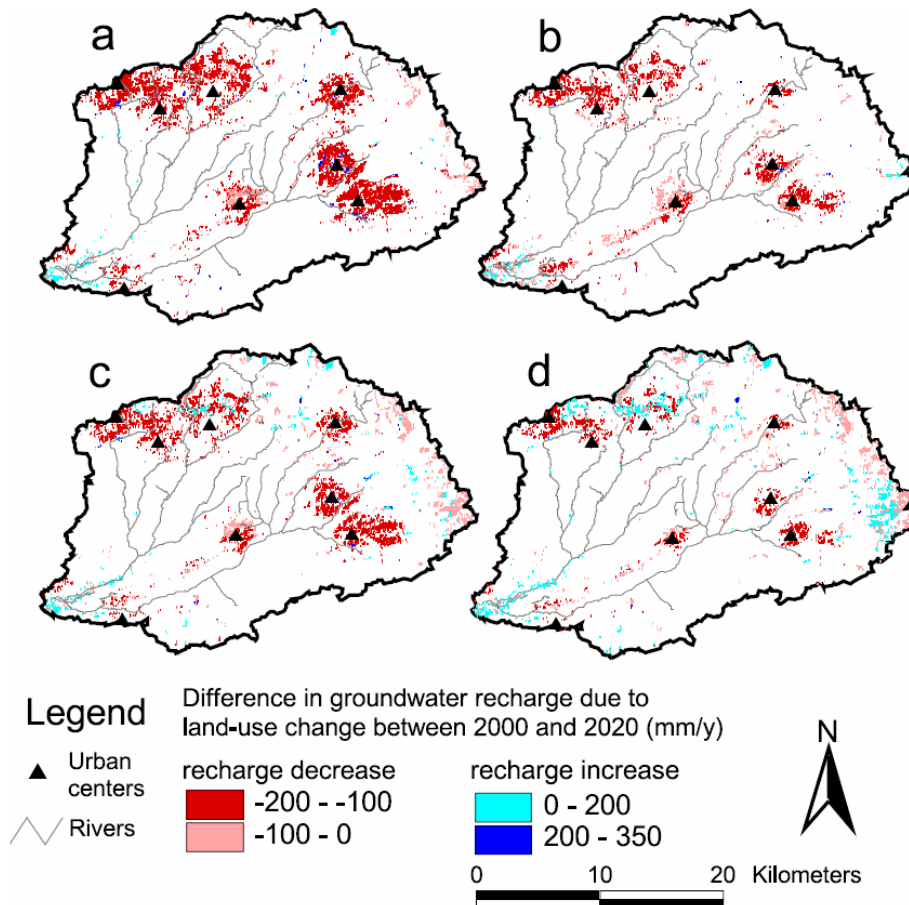 a
b
c
d
Legend
Urban
centers
Rivers
Difference in groundwater recharge due to
land-use change between 2000 and 2020 (mm/y)
recharge decrease
-200 - -100
-100 - 0
recharge increase
0 - 200
200 - 350
N
0 10 20 Kilometers